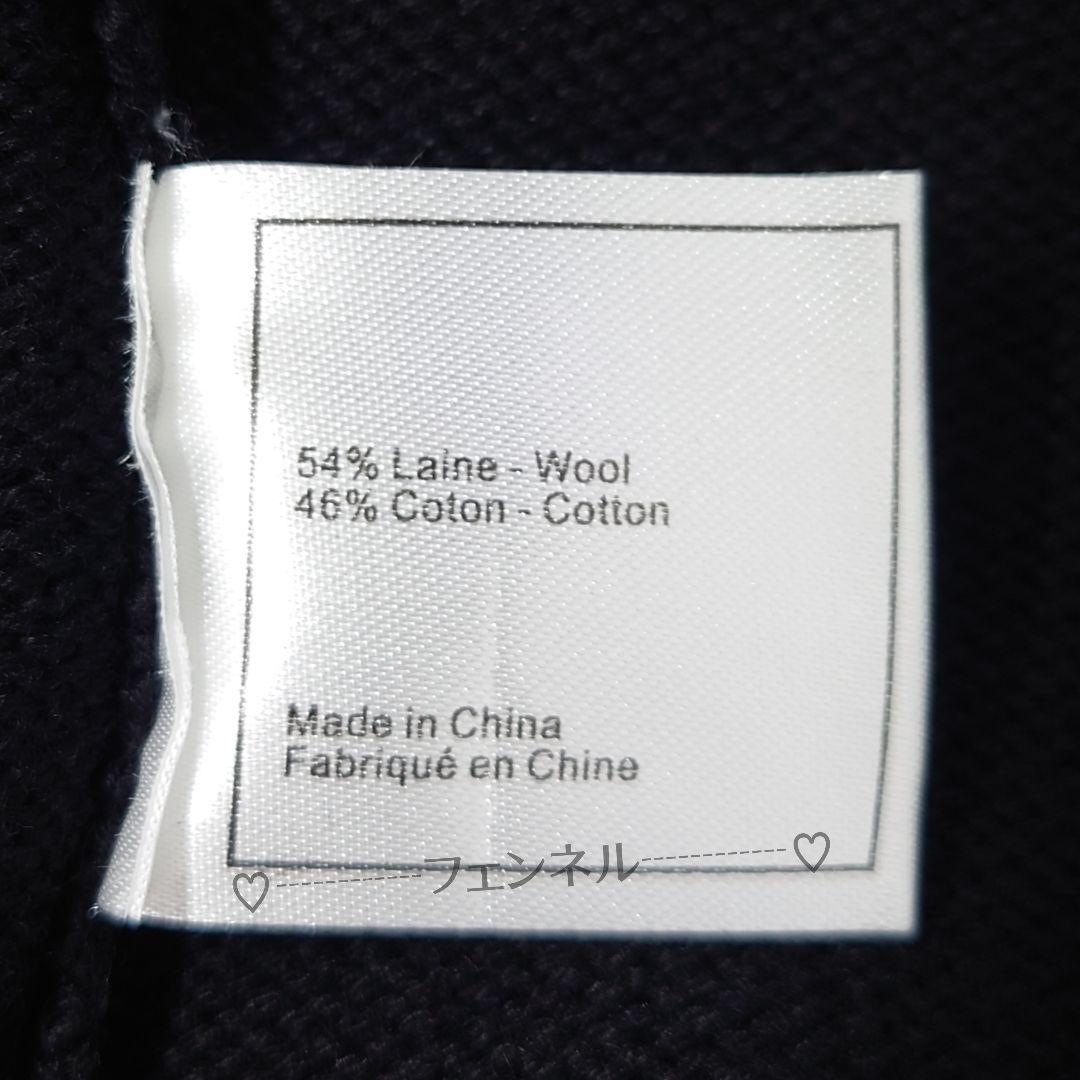 54% Laine - Wool
46% Coton - Cotton
Made in China
Fabriqué en Chine
♡----------フェンネル----------♡